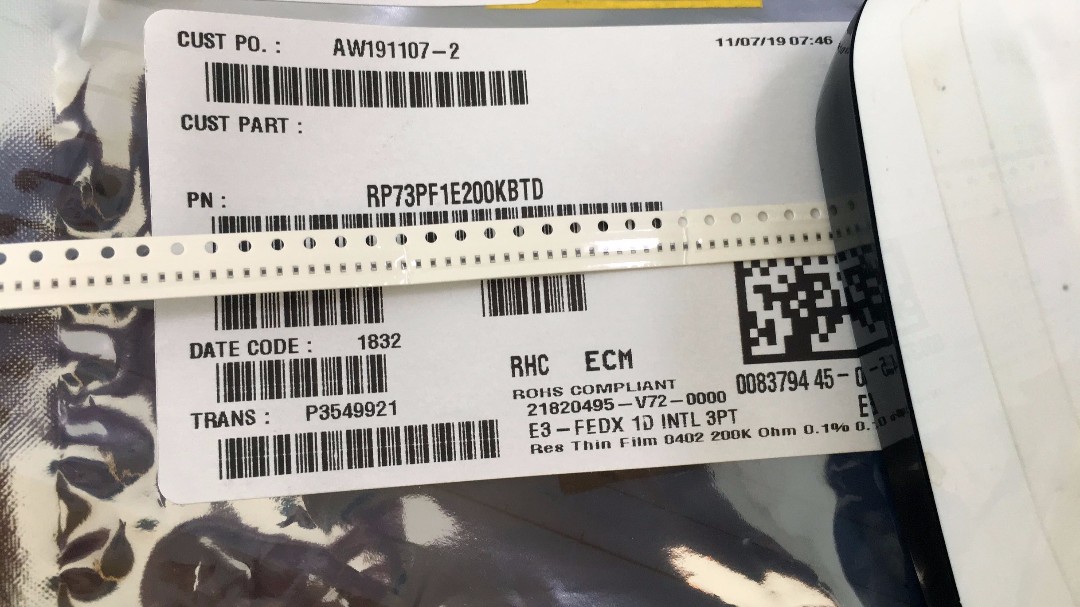 CUST PO. : AW191107-2
11/07/19 07:46
CUST PART :
PN : RP73PF1E200KBTD
DATE CODE : 1832
RHC ECM
ROHS COMPLIANT
21820495-V72-0000
0083794 45-
TRANS : P3549921
E3-FEDX 1D INTL 3PT
Res Thin Film 0402 200K Ohm 0.1%